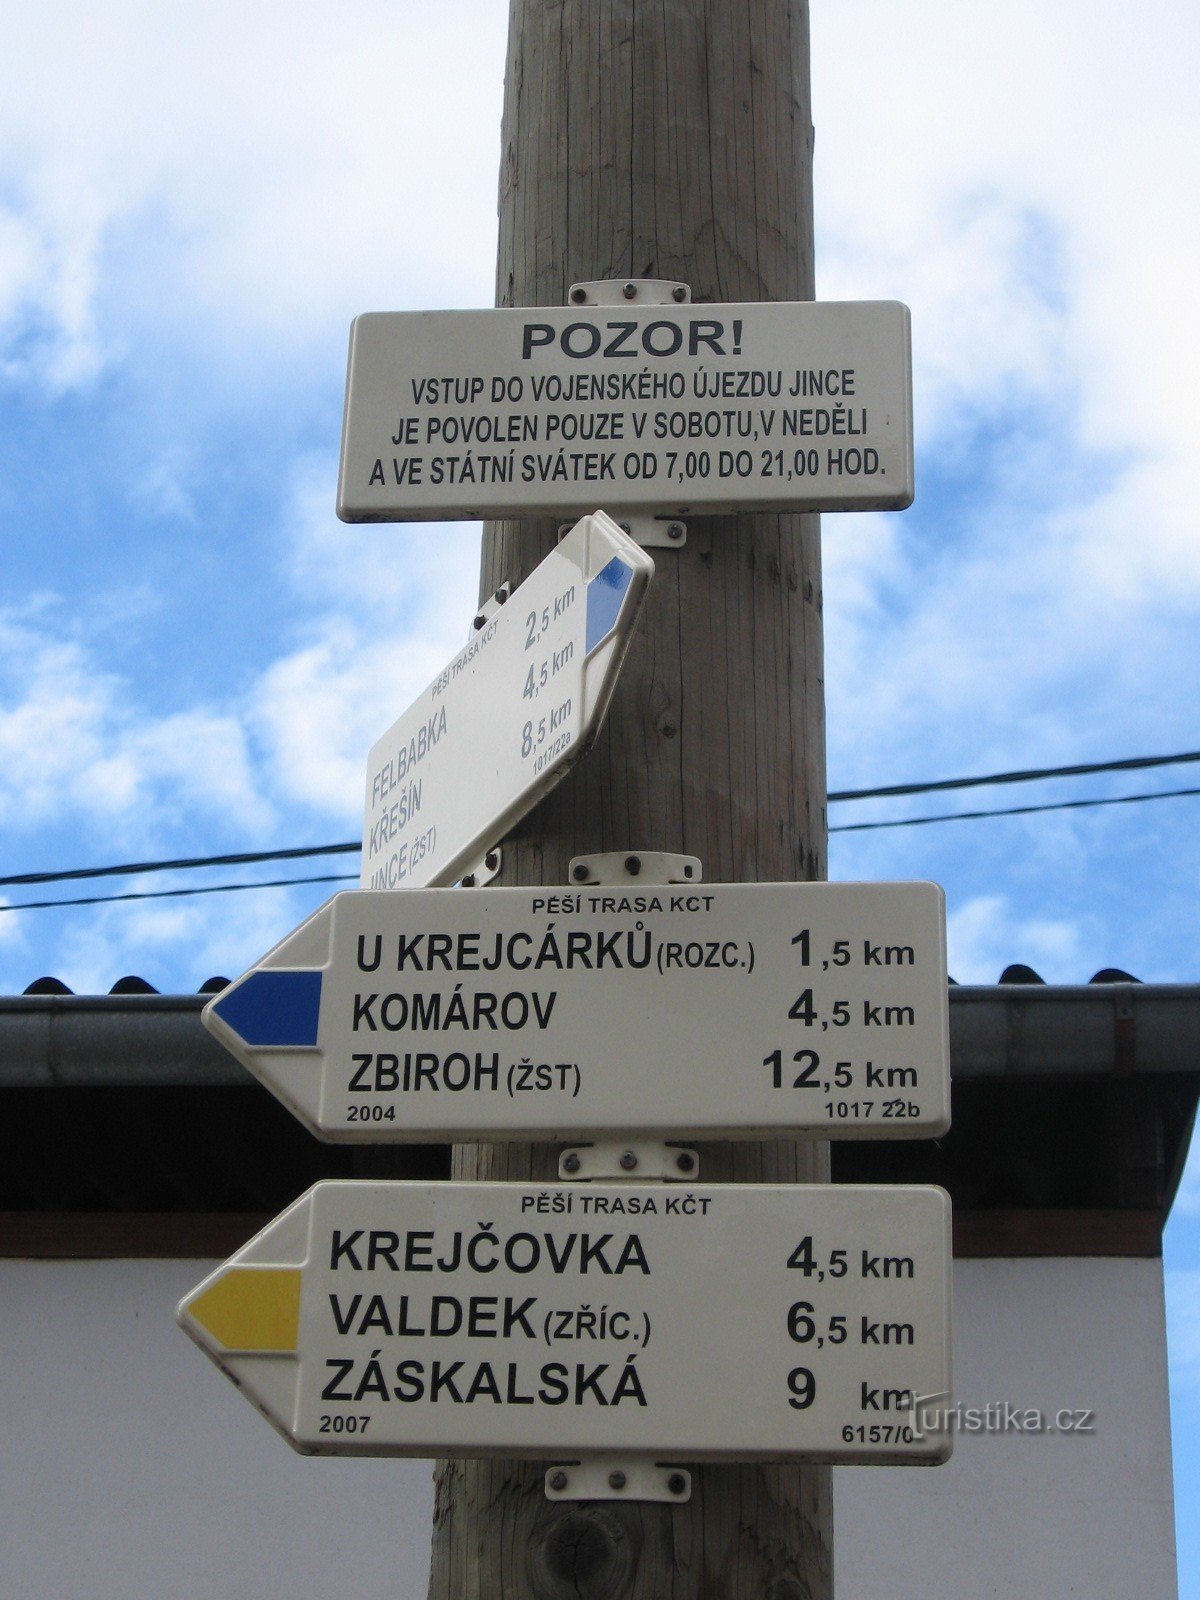 POZOR!
VSTUP DO VOJENSKÉHO ÚJEZDU JINCE
JE POVOLEN POUZE V SOBOTU,V NEDĚLI
A VE STÁTNÍ SVÁTEK OD 7,00 DO 21,00 HOD.
PĚŠÍ TRASA KČT
FELBABKA 2,5 km
KŘEŠÍN 4,5 km
JINCE (ŽST) 8,5 km
1017/22a
PĚŠÍ TRASA KČT
U KREJCÁRKŮ (ROZC.) 1,5 km
KOMÁROV 4,5 km
ZBIROH (ŽST) 12,5 km
2004 1017 22b
PĚŠÍ TRASA KČT
KREJČOVKA 4,5 km
VALDEK (ZŘÍC.) 6,5 km
ZÁSKALSKÁ 9 km
2007 6157/0
Turistika.cz